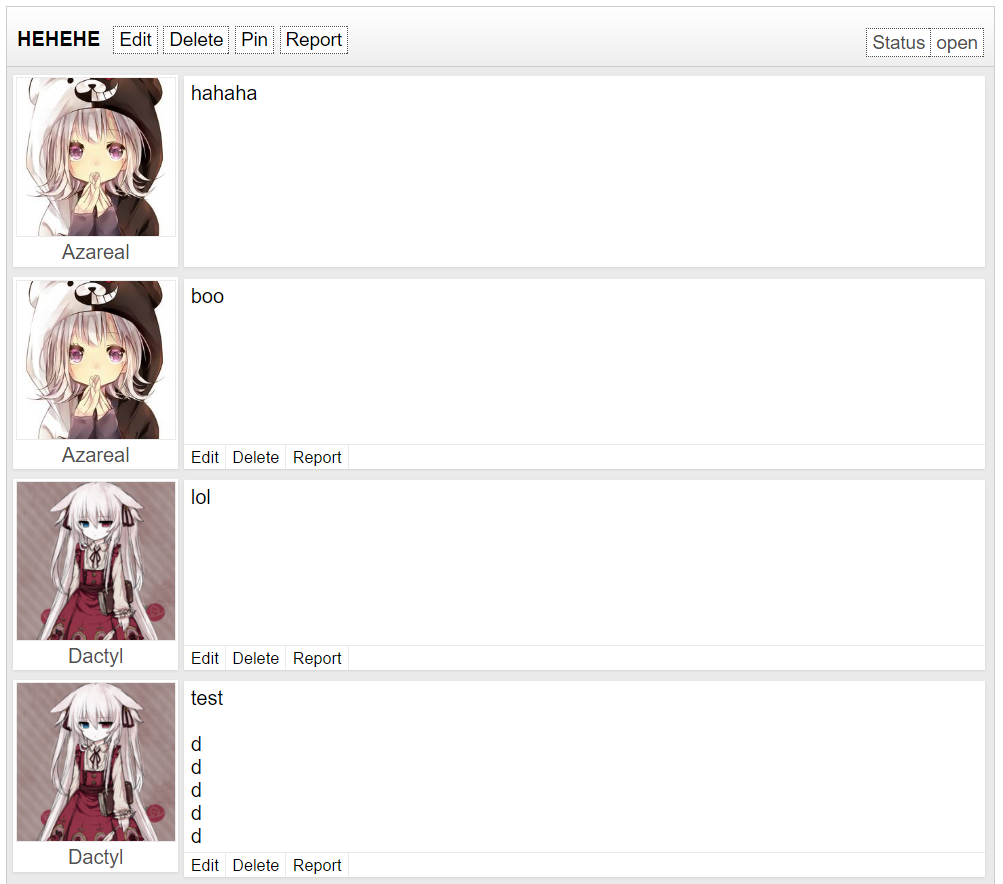 HEHEHE Edit Delete Pin Report Status open
hahaha
Azareal
boo
Azareal
Edit Delete Report
lol
Dactyl
Edit Delete Report
test
d
d
d
d
d
Dactyl
Edit Delete Report